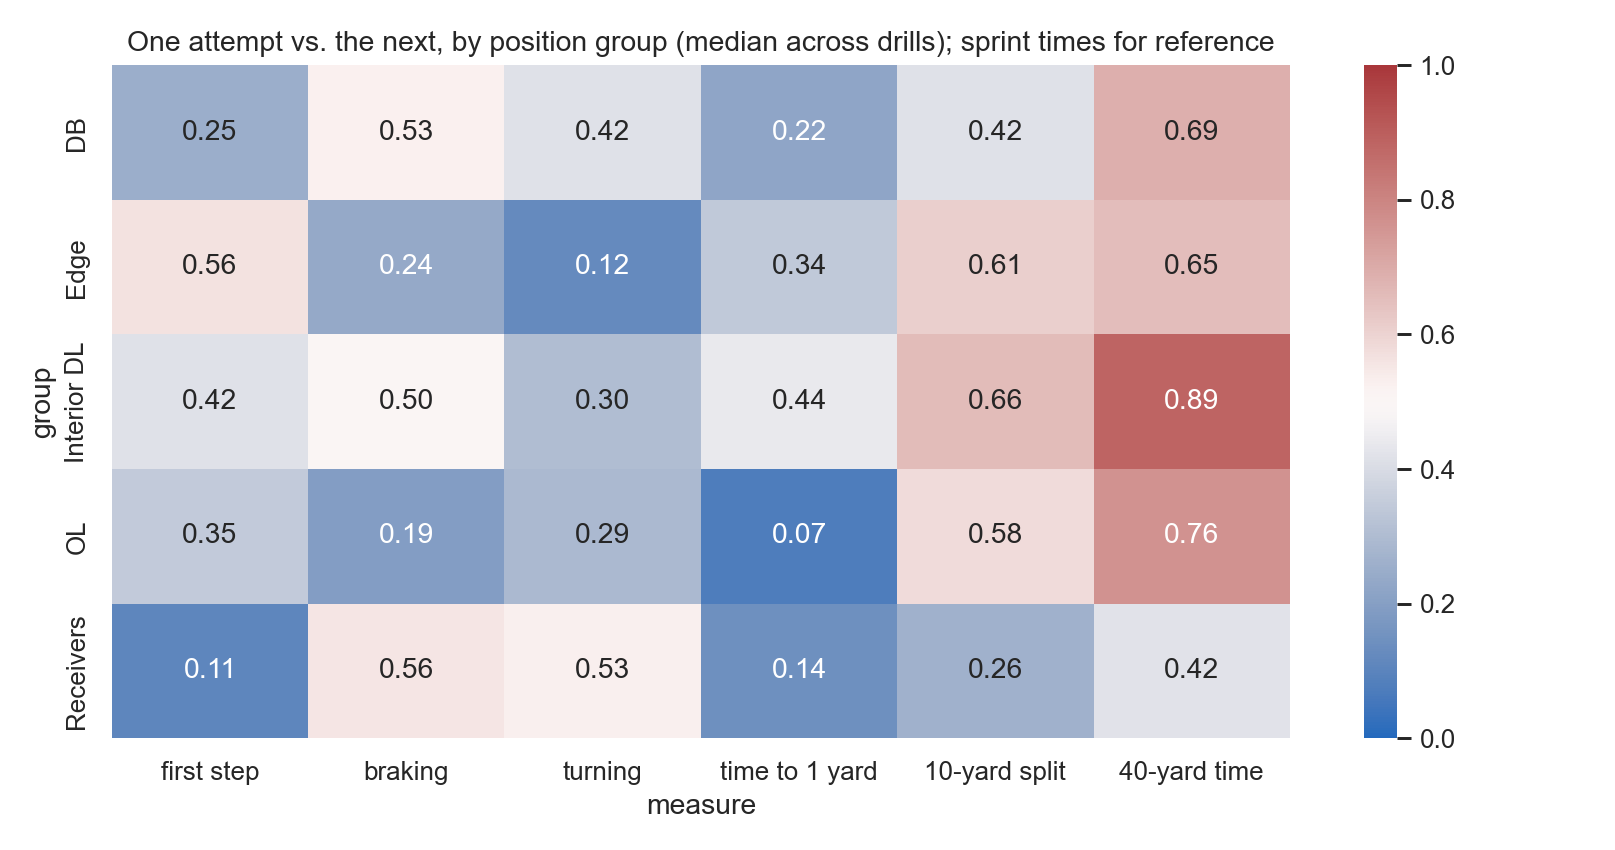 One attempt vs. the next, by position group (median across drills); sprint times for reference
DB 0.25 0.53 0.42 0.22 0.42 0.69
Edge 0.56 0.24 0.12 0.34 0.61 0.65
Interior DL 0.42 0.50 0.30 0.44 0.66 0.89
OL 0.35 0.19 0.29 0.07 0.58 0.76
Receivers 0.11 0.56 0.53 0.14 0.26 0.42
group
first step braking turning time to 1 yard 10-yard split 40-yard time
measure
1.0
0.8
0.6
0.4
0.2
0.0